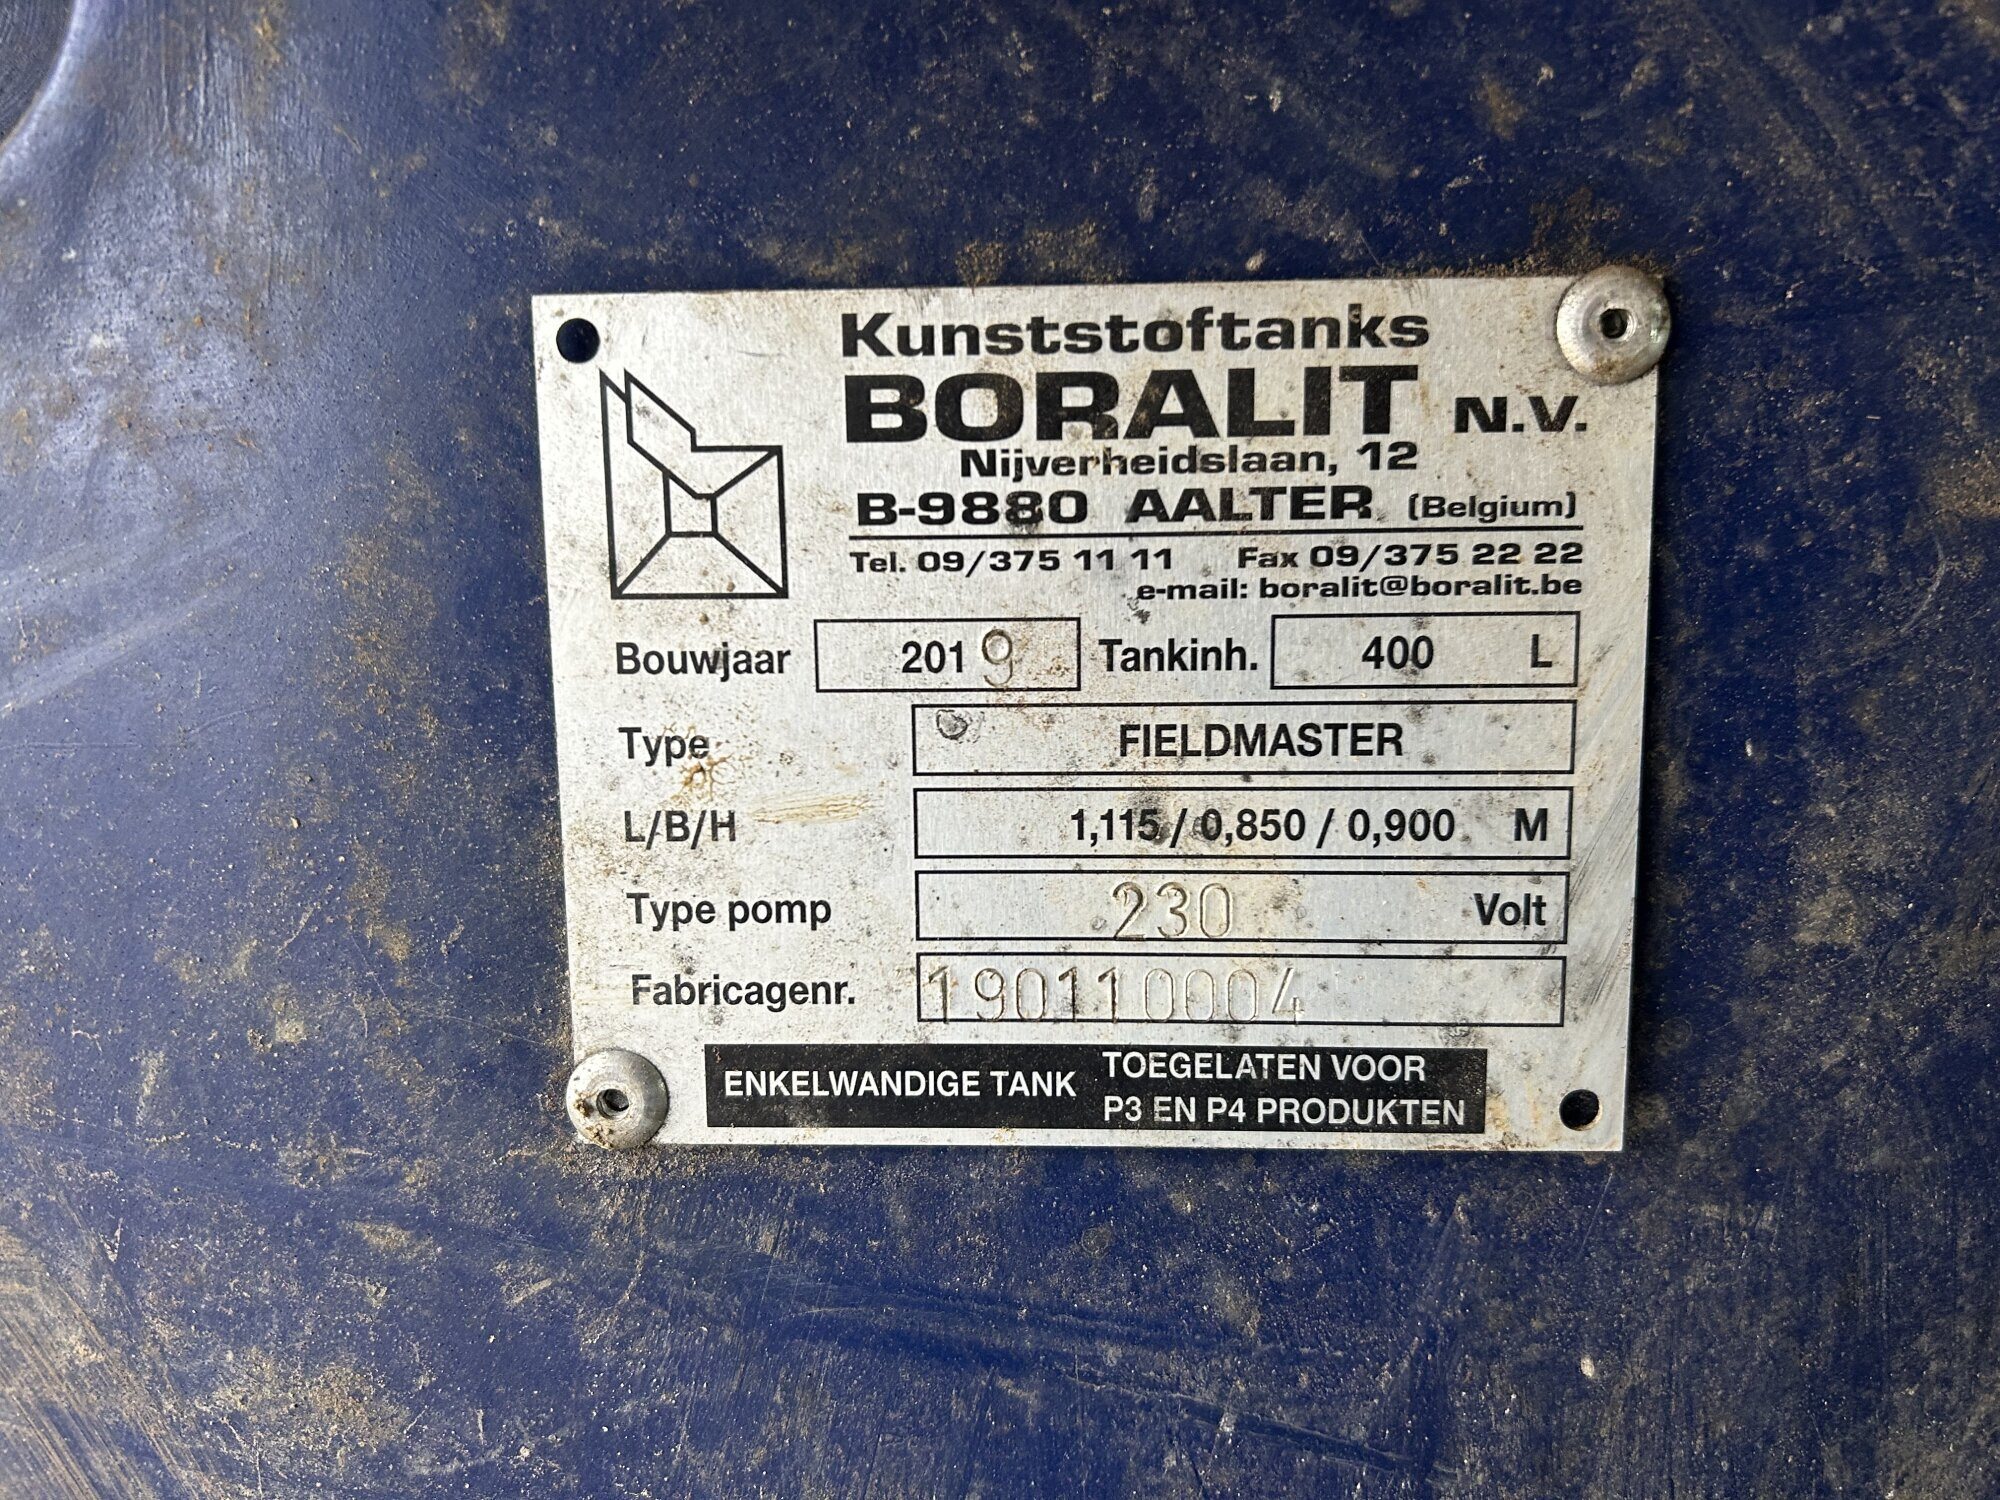 Kunststoftanks
BORALIT N.V.
Nijverheidslaan, 12
B-9880 AALTER (Belgium)
Tel. 09/375 11 11 Fax 09/375 22 22
e-mail: boralit@boralit.be
Bouwjaar 2019 Tankinh. 400 L
Type FIELDMASTER
L/B/H 1,115 / 0,850 / 0,900 M
Type pomp 230 Volt
Fabricagenr. 190110004
ENKELWANDIGE TANK TOEGELATEN VOOR
P3 EN P4 PRODUKTEN